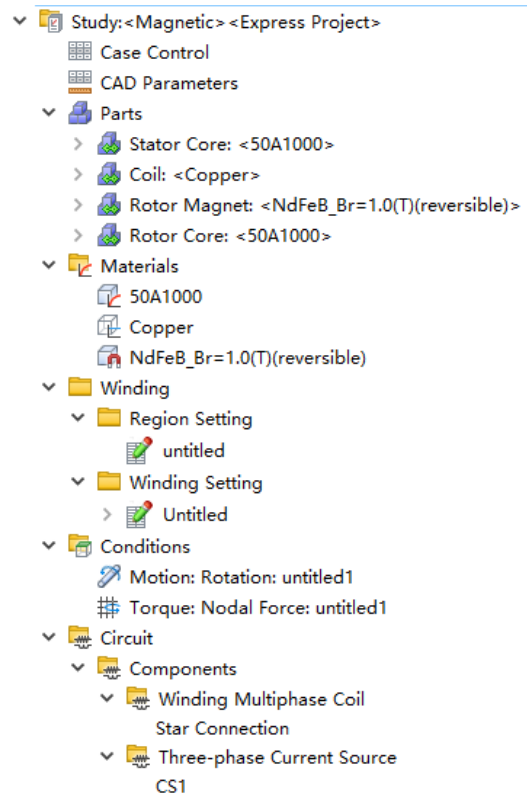 Study:<Magnetic><Express Project>
Case Control
CAD Parameters
Parts
Stator Core: <50A1000>
Coil: <Copper>
Rotor Magnet: <NdFeB_Br=1.0(T)(reversible)>
Rotor Core: <50A1000>
Materials
50A1000
Copper
NdFeB_Br=1.0(T)(reversible)
Winding
Region Setting
untitled
Winding Setting
Untitled
Conditions
Motion: Rotation: untitled1
Torque: Nodal Force: untitled1
Circuit
Components
Winding Multiphase Coil
Star Connection
Three-phase Current Source
CS1